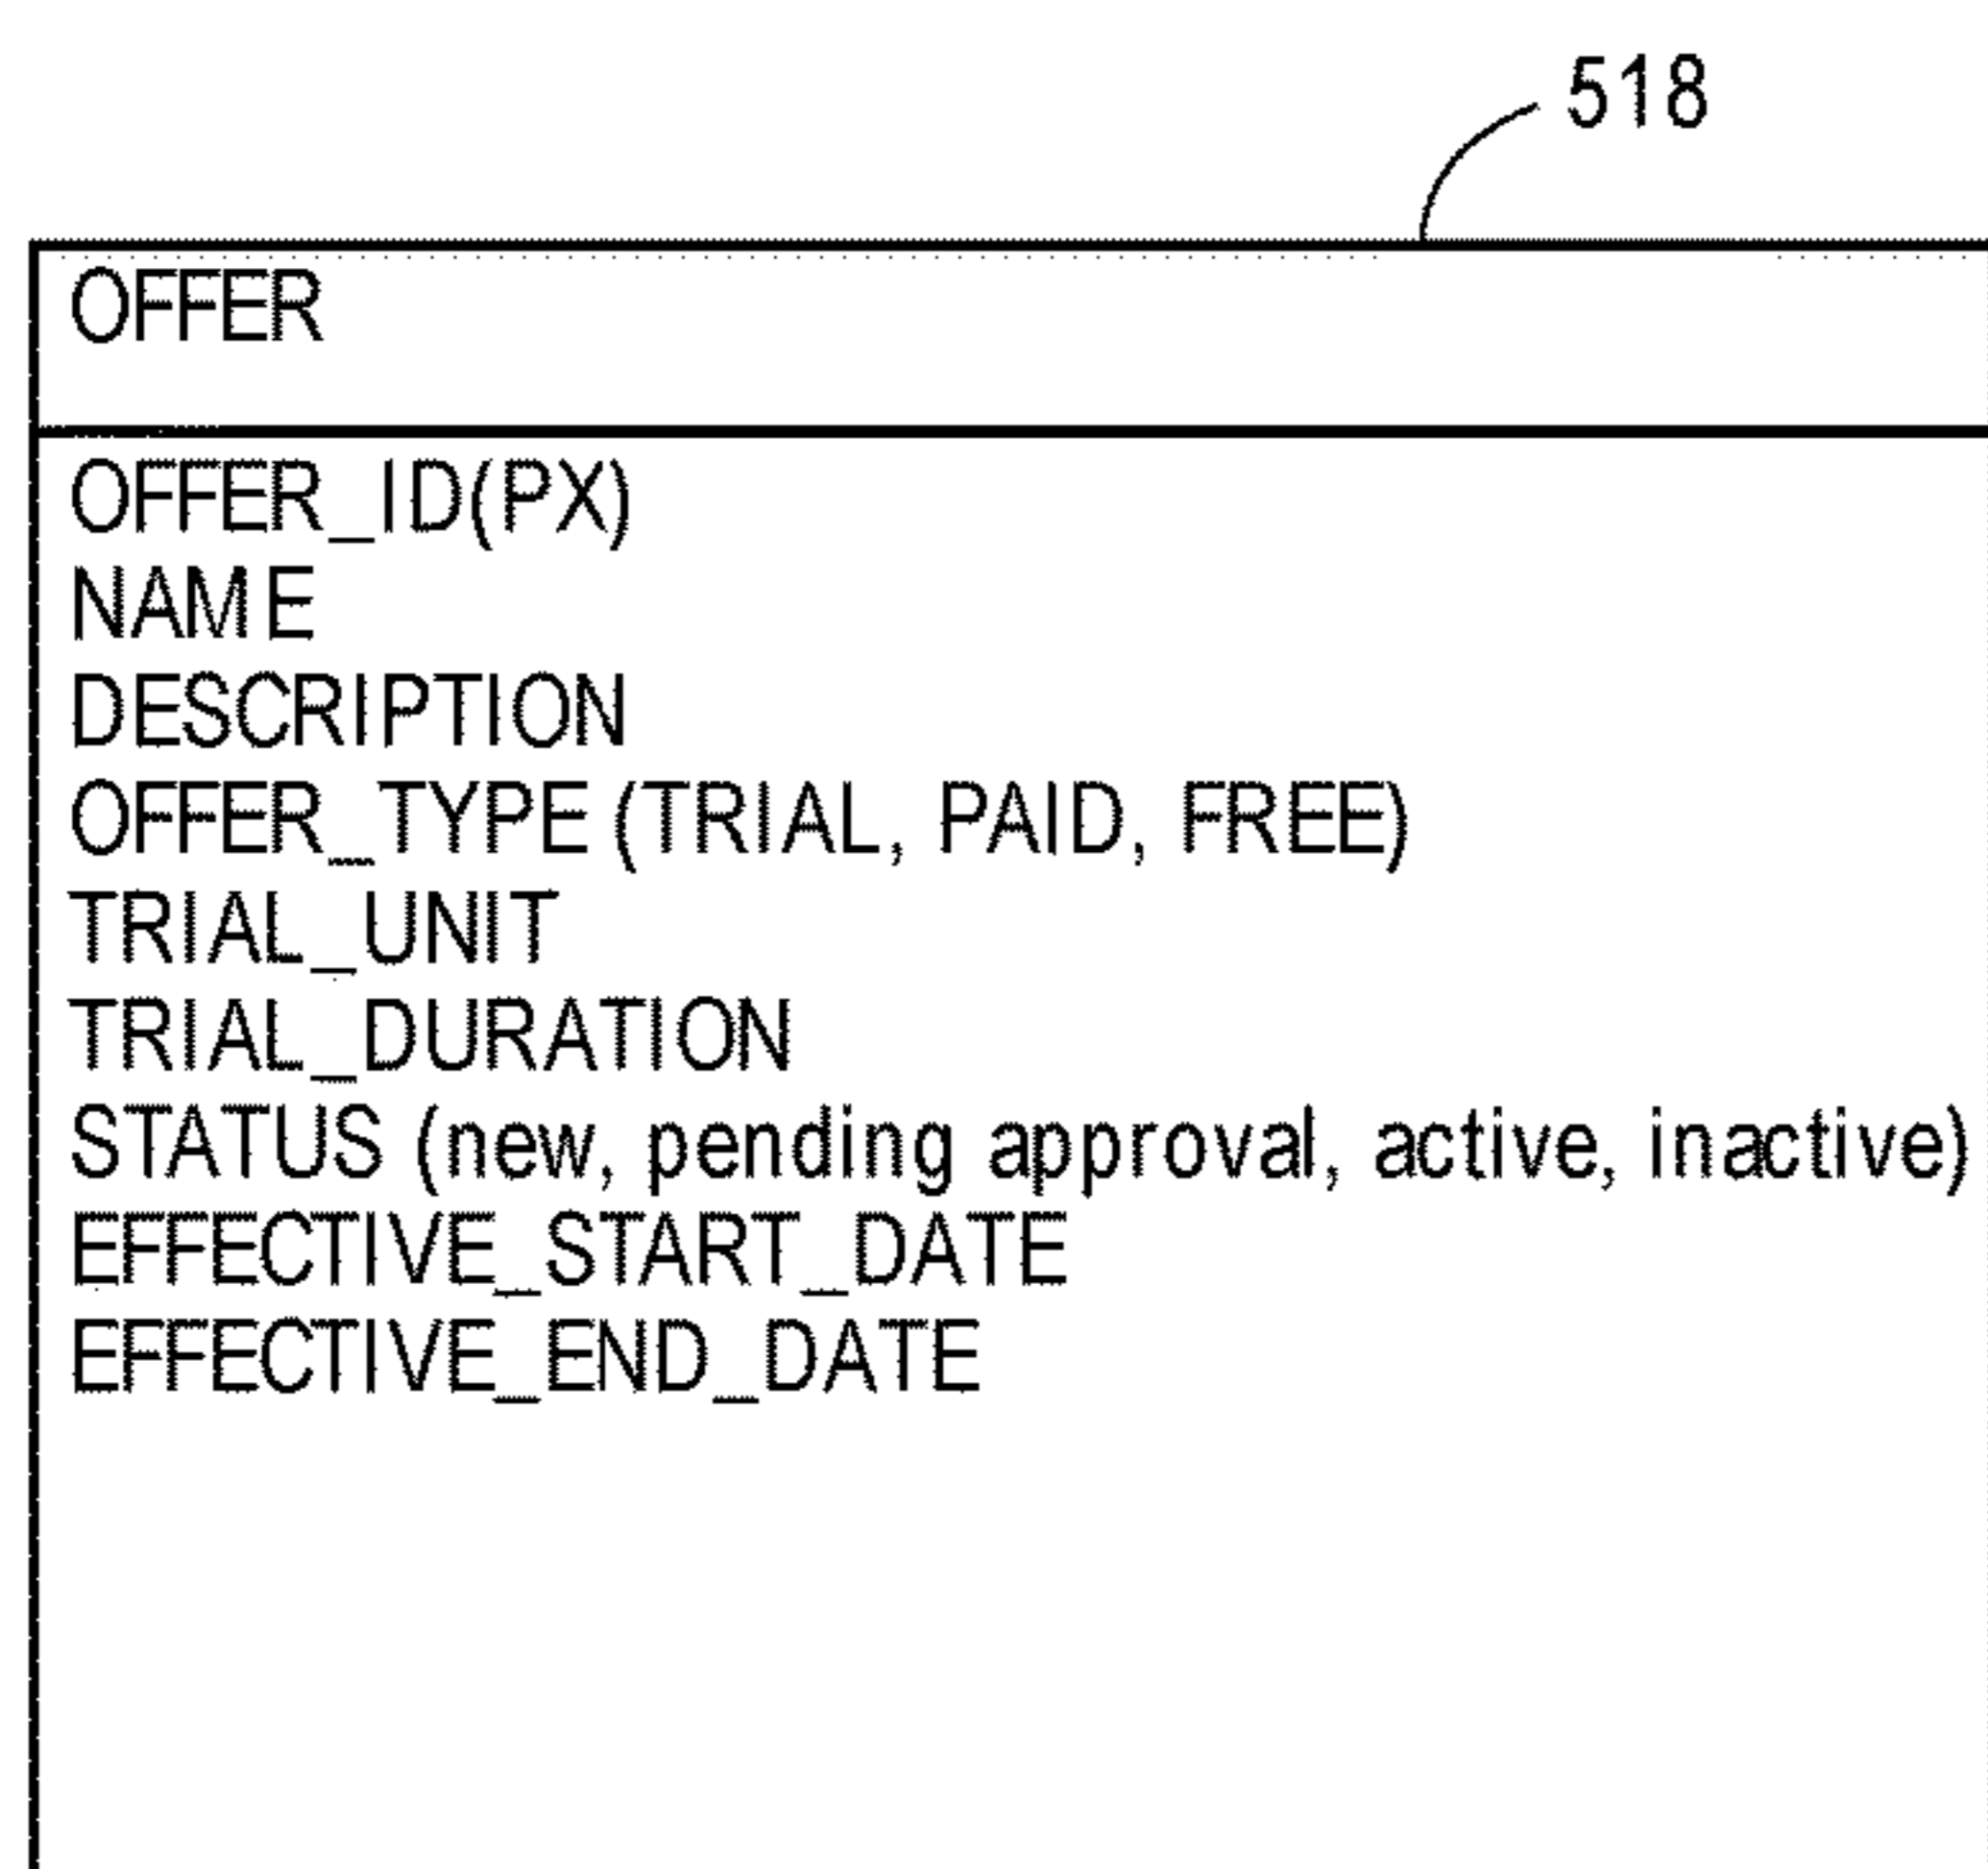 518
OFFER
OFFER_ID(PX)
NAME
DESCRIPTION
OFFER_TYPE (TRIAL, PAID, FREE)
TRIAL_UNIT
TRIAL_DURATION
STATUS (new, pending approval, active, inactive)
EFFECTIVE_START_DATE
EFFECTIVE_END_DATE